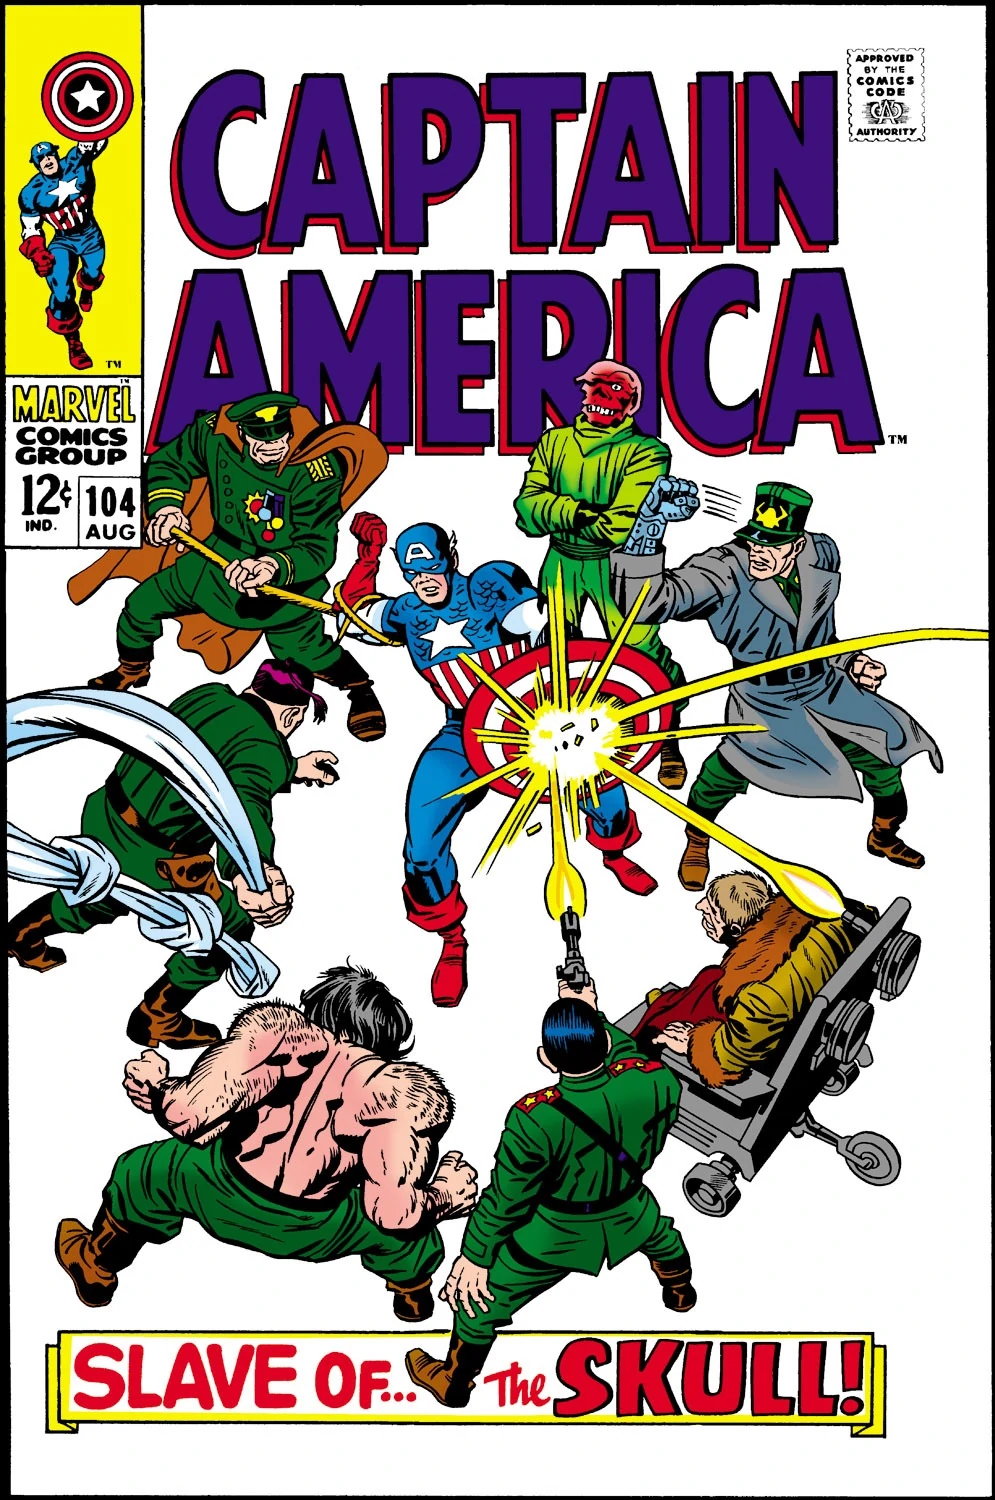 CAPTAIN
AMERICA
TM
APPROVED
BY THE
COMICS
CODE
CA
AUTHORITY
TM
MARVEL
TM
COMICS
GROUP
12¢
IND.
104
AUG
A
SLAVE OF... The SKULL!